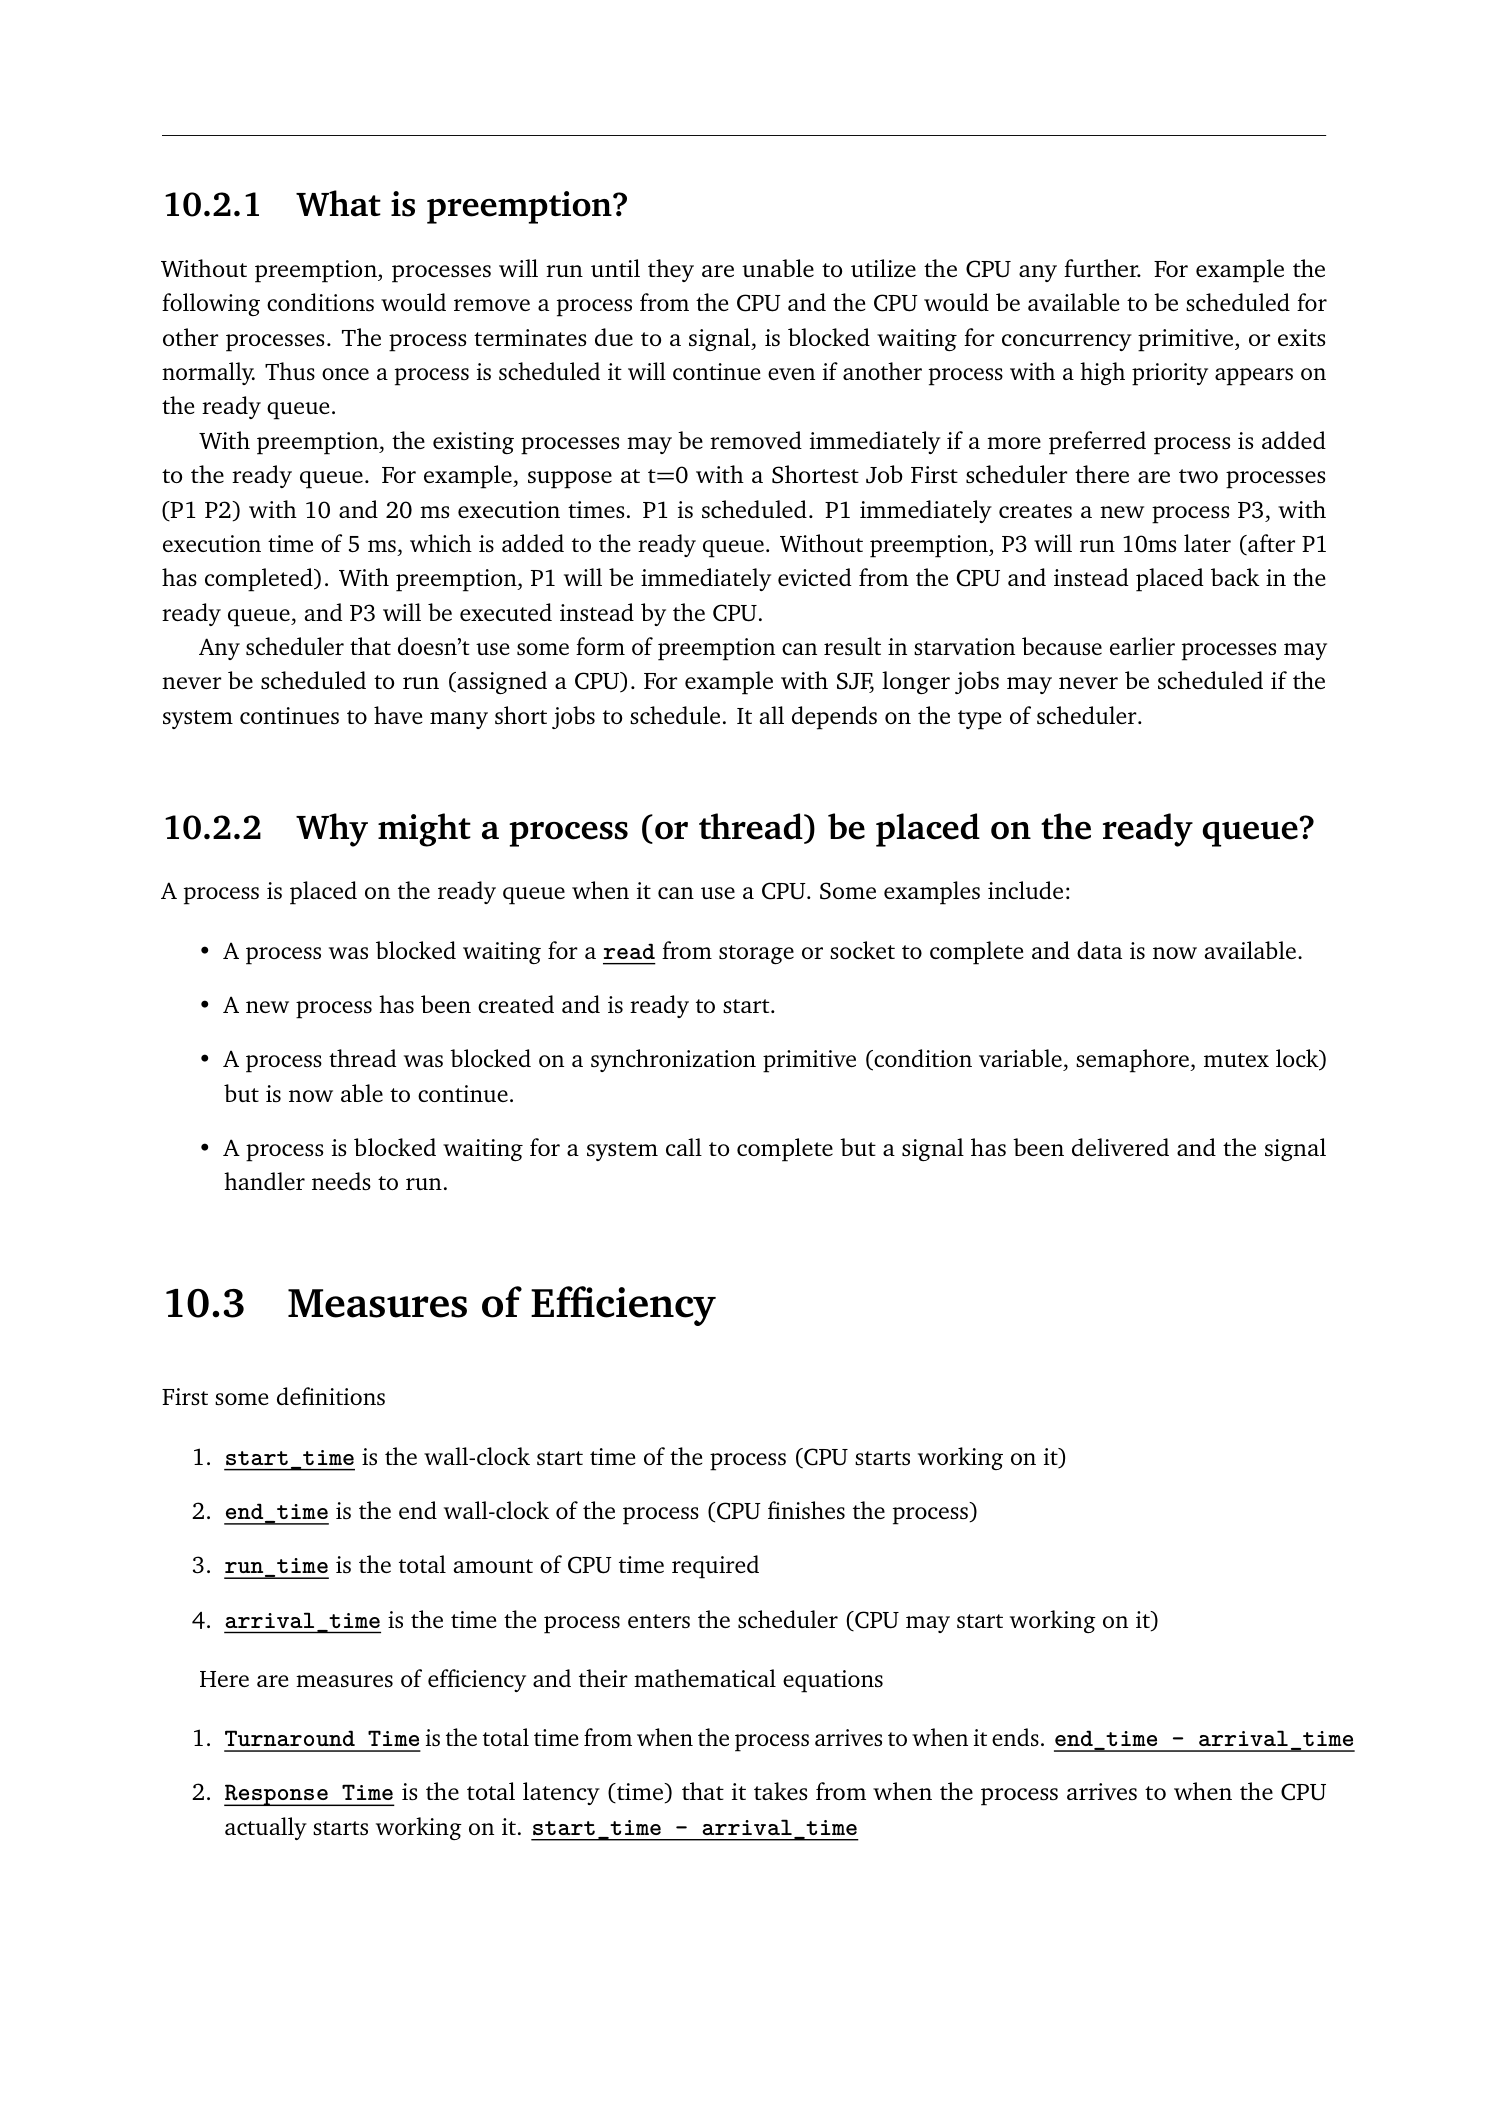 10.2.1 What is preemption?
Without preemption, processes will run until they are unable to utilize the CPU any further. For example the
following conditions would remove a process from the CPU and the CPU would be available to be scheduled for
other processes. The process terminates due to a signal, is blocked waiting for concurrency primitive, or exits
normally. Thus once a process is scheduled it will continue even if another process with a high priority appears on
the ready queue.
With preemption, the existing processes may be removed immediately if a more preferred process is added
to the ready queue. For example, suppose at t=0 with a Shortest Job First scheduler there are two processes
(P1 P2) with 10 and 20 ms execution times. P1 is scheduled. P1 immediately creates a new process P3, with
execution time of 5 ms, which is added to the ready queue. Without preemption, P3 will run 10ms later (after P1
has completed). With preemption, P1 will be immediately evicted from the CPU and instead placed back in the
ready queue, and P3 will be executed instead by the CPU.
Any scheduler that doesn’t use some form of preemption can result in starvation because earlier processes may
never be scheduled to run (assigned a CPU). For example with SJF, longer jobs may never be scheduled if the
system continues to have many short jobs to schedule. It all depends on the type of scheduler.
10.2.2 Why might a process (or thread) be placed on the ready queue?
A process is placed on the ready queue when it can use a CPU. Some examples include:
• A process was blocked waiting for a read from storage or socket to complete and data is now available.
• A new process has been created and is ready to start.
• A process thread was blocked on a synchronization primitive (condition variable, semaphore, mutex lock)
but is now able to continue.
• A process is blocked waiting for a system call to complete but a signal has been delivered and the signal
handler needs to run.
10.3 Measures of Efficiency
First some definitions
1. start_time is the wall-clock start time of the process (CPU starts working on it)
2. end_time is the end wall-clock of the process (CPU finishes the process)
3. run_time is the total amount of CPU time required
4. arrival_time is the time the process enters the scheduler (CPU may start working on it)
Here are measures of efficiency and their mathematical equations
1. Turnaround Time is the total time from when the process arrives to when it ends. end_time - arrival_time
2. Response Time is the total latency (time) that it takes from when the process arrives to when the CPU
actually starts working on it. start_time - arrival_time